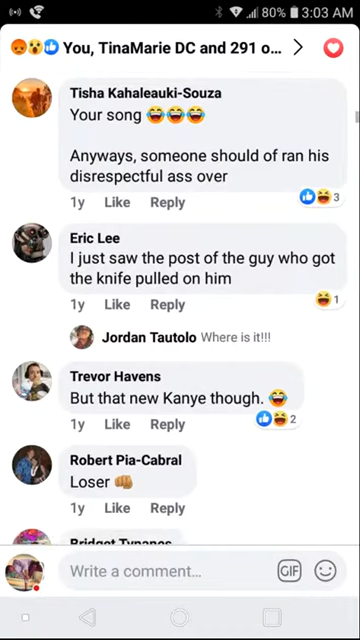 80% 3:03 AM
You, TinaMarie DC and 291 o...
Tisha Kahaleauki-Souza
Your song 😂😂😂
Anyways, someone should of ran his
disrespectful ass over
1y Like Reply
3
Eric Lee
I just saw the post of the guy who got
the knife pulled on him
1y Like Reply
1
Jordan Tautolo Where is it!!!
Trevor Havens
But that new Kanye though. 😂
1y Like Reply
2
Robert Pia-Cabral
Loser 👊🏽
1y Like Reply
Bridget Tynanes
Write a comment...
GIF